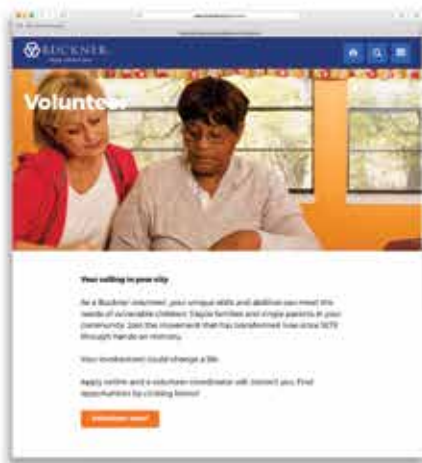 BUCKNER
Volunteer
Your calling in your city
As a Buckner volunteer, your unique skills and abilities can meet the
needs of vulnerable children, fragile families and single parents in your
community. Join the movement that has transformed lives since 1879
through hands-on ministry.
Your involvement could change a life.
Apply online and a volunteer coordinator will contact you. Find
opportunities by clicking below!
Volunteer now!